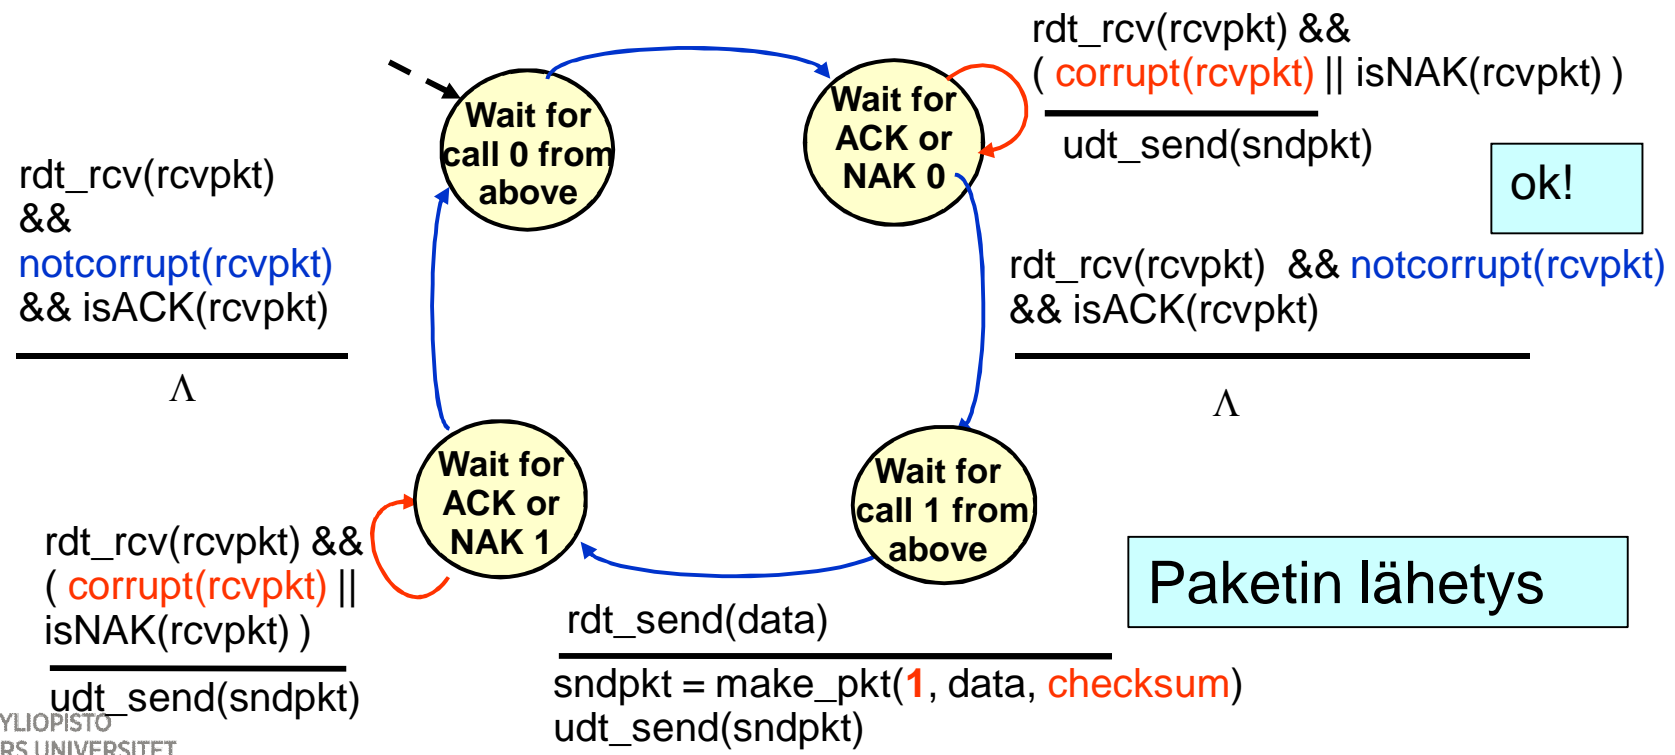 rdt_rcv(rcvpkt) &&
( corrupt(rcvpkt) || isNAK(rcvpkt) )
udt_send(sndpkt)
Wait for
call 0 from
above
Wait for
ACK or
NAK 0
ok!
rdt_rcv(rcvpkt)
&&
notcorrupt(rcvpkt)
&& isACK(rcvpkt)
Λ
rdt_rcv(rcvpkt) && notcorrupt(rcvpkt)
&& isACK(rcvpkt)
Λ
Wait for
ACK or
NAK 1
Wait for
call 1 from
above
rdt_rcv(rcvpkt) &&
( corrupt(rcvpkt) ||
isNAK(rcvpkt) )
udt_send(sndpkt)
Paketin lähetys
rdt_send(data)
sndpkt = make_pkt(1, data, checksum)
udt_send(sndpkt)
YLIOPISTO
RS UNIVERSITET